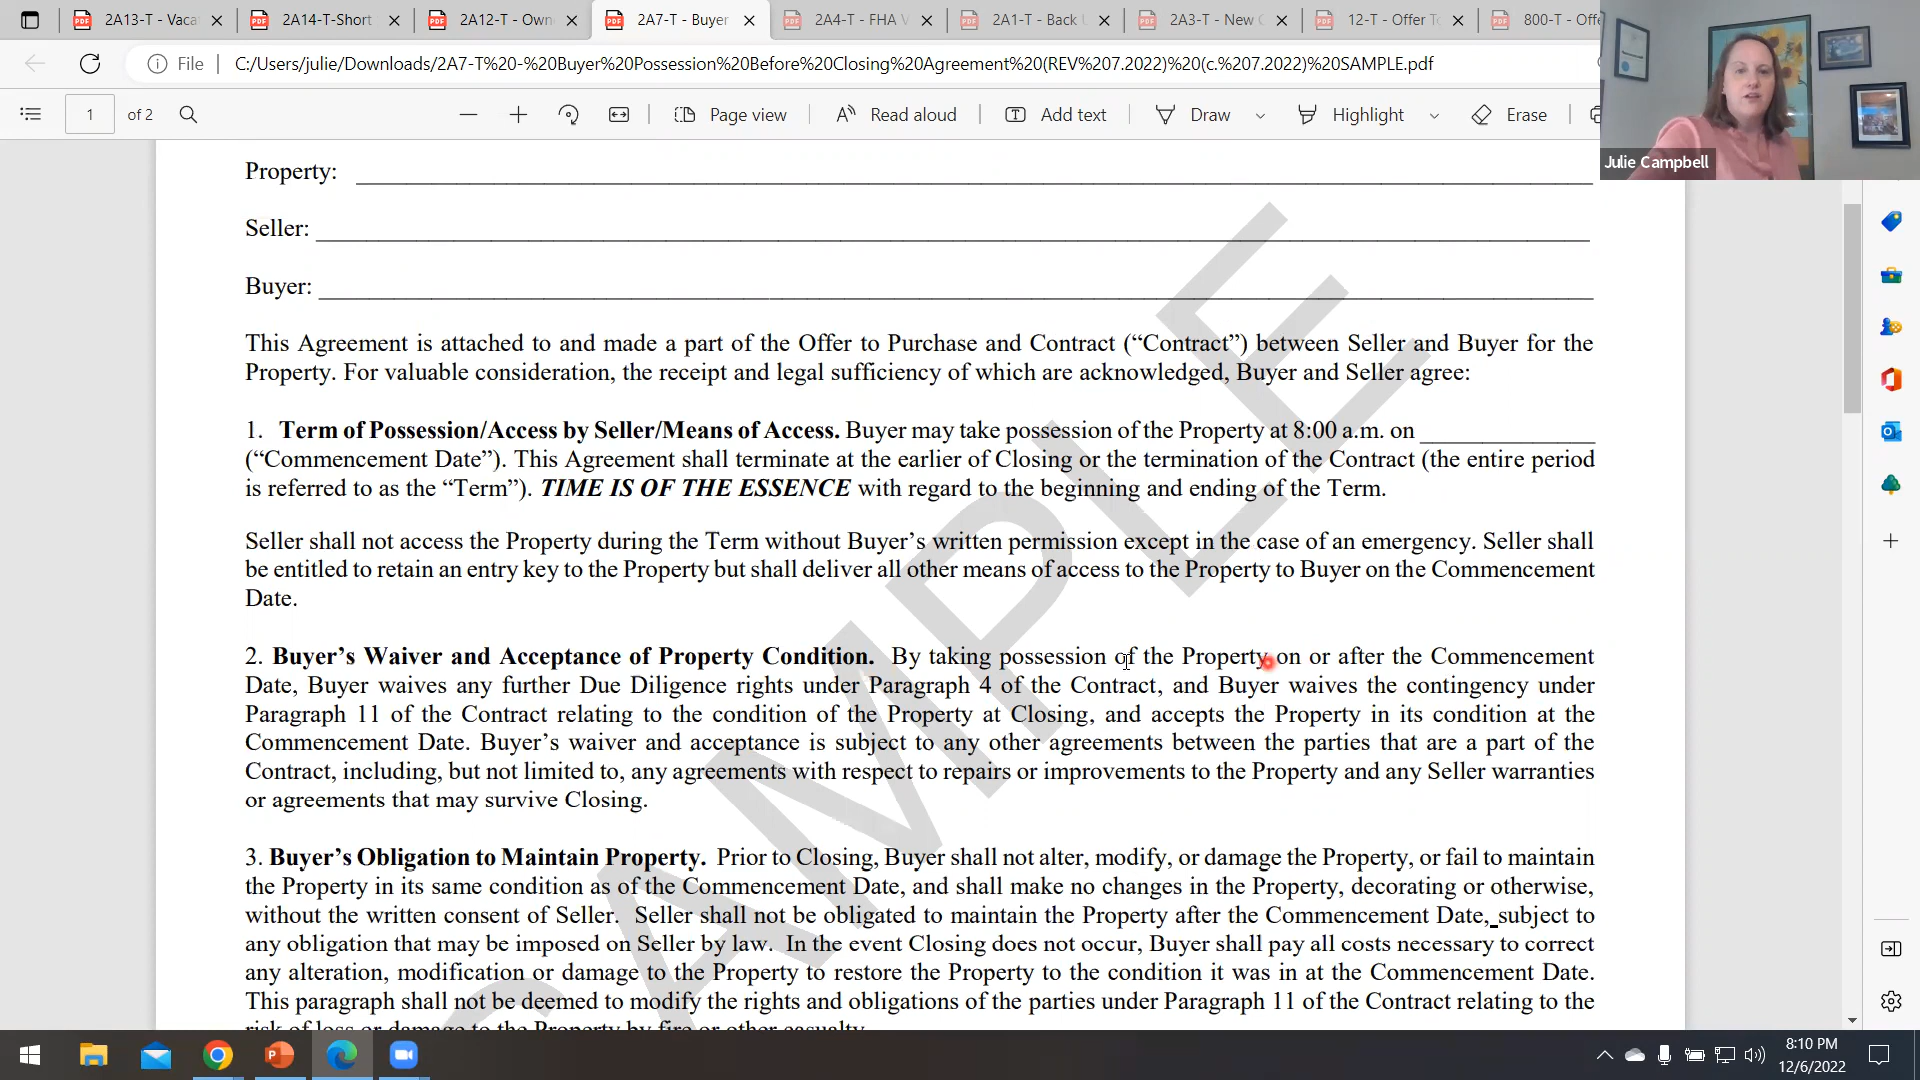 2A13-T - Vaca
2A14-T-Short
2A12-T - Own
2A7-T - Buyer
2A4-T - FHA V
2A1-T - Back
2A3-T - New C
12-T - Offer T
800-T - Offe
File
C:/Users/julie/Downloads/2A7-T%20-%20Buyer%20Possession%20Before%20Closing%20Agreement%20(REV%207.2022)%20(c.%207.2022)%20SAMPLE.pdf
1 of 2
Page view
Read aloud
Add text
Draw
Highlight
Erase
Julie Campbell
Property:
Seller:
Buyer:
This Agreement is attached to and made a part of the Offer to Purchase and Contract (“Contract”) between Seller and Buyer for the
Property. For valuable consideration, the receipt and legal sufficiency of which are acknowledged, Buyer and Seller agree:
1. Term of Possession/Access by Seller/Means of Access. Buyer may take possession of the Property at 8:00 a.m. on
(“Commencement Date”). This Agreement shall terminate at the earlier of Closing or the termination of the Contract (the entire period
is referred to as the “Term”). TIME IS OF THE ESSENCE with regard to the beginning and ending of the Term.
Seller shall not access the Property during the Term without Buyer’s written permission except in the case of an emergency. Seller shall
be entitled to retain an entry key to the Property but shall deliver all other means of access to the Property to Buyer on the Commencement
Date.
2. Buyer’s Waiver and Acceptance of Property Condition. By taking possession of the Property on or after the Commencement
Date, Buyer waives any further Due Diligence rights under Paragraph 4 of the Contract, and Buyer waives the contingency under
Paragraph 11 of the Contract relating to the condition of the Property at Closing, and accepts the Property in its condition at the
Commencement Date. Buyer’s waiver and acceptance is subject to any other agreements between the parties that are a part of the
Contract, including, but not limited to, any agreements with respect to repairs or improvements to the Property and any Seller warranties
or agreements that may survive Closing.
3. Buyer’s Obligation to Maintain Property. Prior to Closing, Buyer shall not alter, modify, or damage the Property, or fail to maintain
the Property in its same condition as of the Commencement Date, and shall make no changes in the Property, decorating or otherwise,
without the written consent of Seller. Seller shall not be obligated to maintain the Property after the Commencement Date, subject to
any obligation that may be imposed on Seller by law. In the event Closing does not occur, Buyer shall pay all costs necessary to correct
any alteration, modification or damage to the Property to restore the Property to the condition it was in at the Commencement Date.
This paragraph shall not be deemed to modify the rights and obligations of the parties under Paragraph 11 of the Contract relating to the
risk of loss or damage to the Property by fire or other casualty.
SAMPLE
8:10 PM
12/6/2022